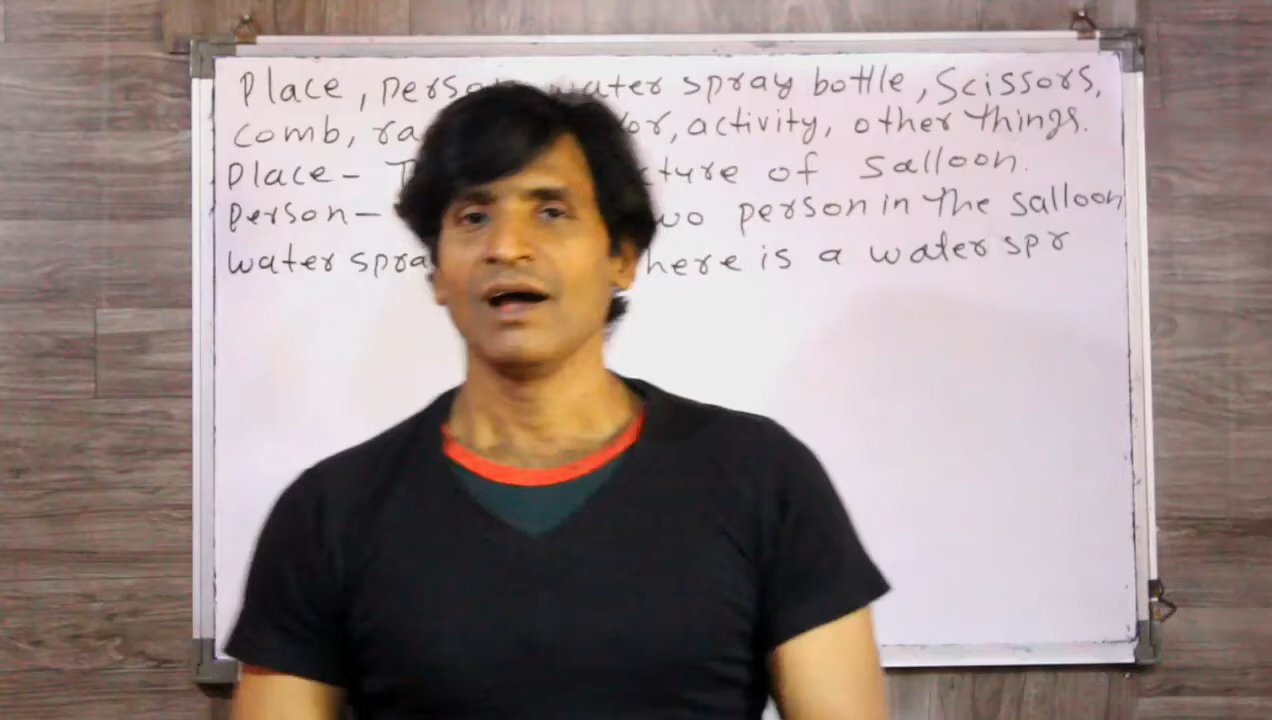 Place, perso water spray bottle, Scissors,
Comb, ra or, activity, other things.
Place- T cture of Salloon.
Person- wo person in the salloon
water spra here is a water spr